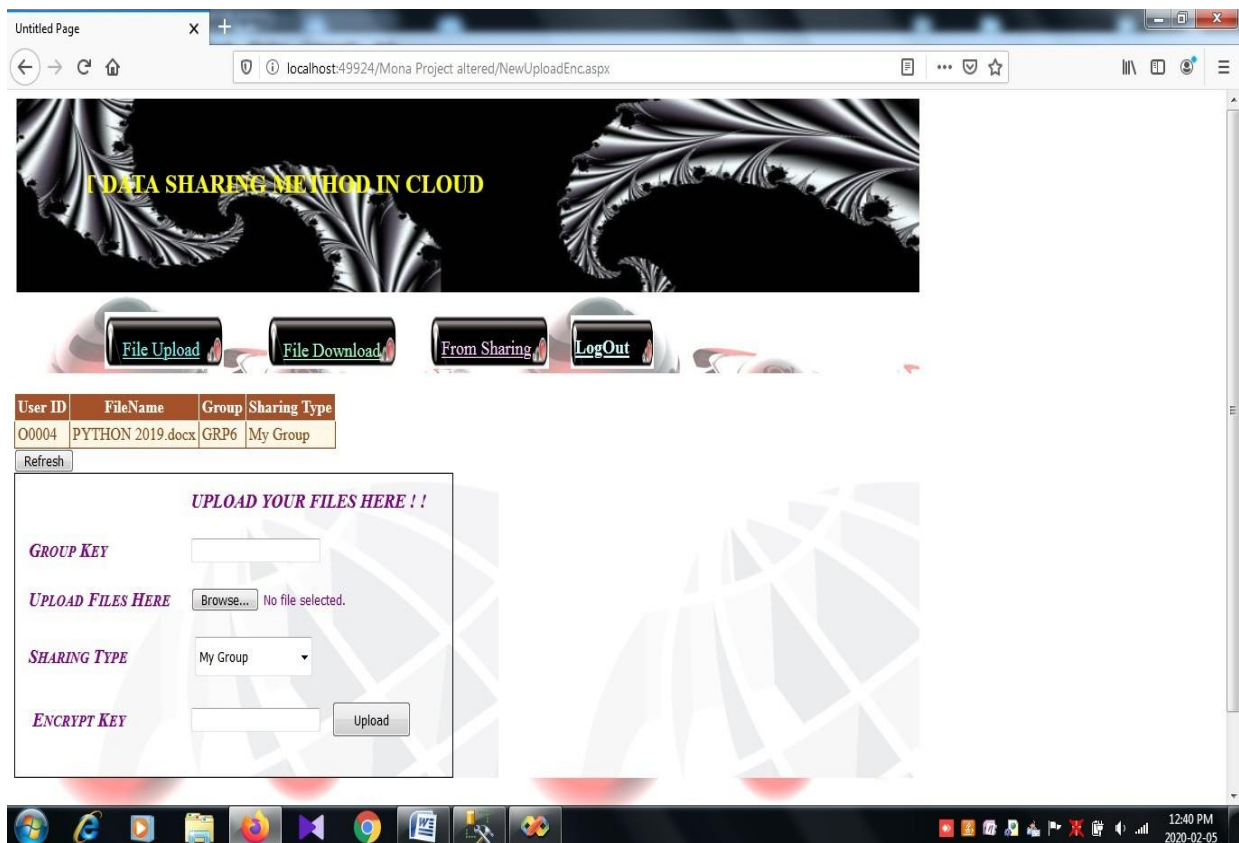 Untitled Page
localhost:49924/Mona Project altered/NewUploadEnc.aspx
DATA SHARING METHOD IN CLOUD
File Upload File Download From Sharing LogOut
User ID FileName Group Sharing Type
O0004 PYTHON 2019.docx GRP6 My Group
Refresh
UPLOAD YOUR FILES HERE ! !
GROUP KEY
UPLOAD FILES HERE Browse... No file selected.
SHARING TYPE My Group
ENCRYPT KEY Upload
12:40 PM
2020-02-05